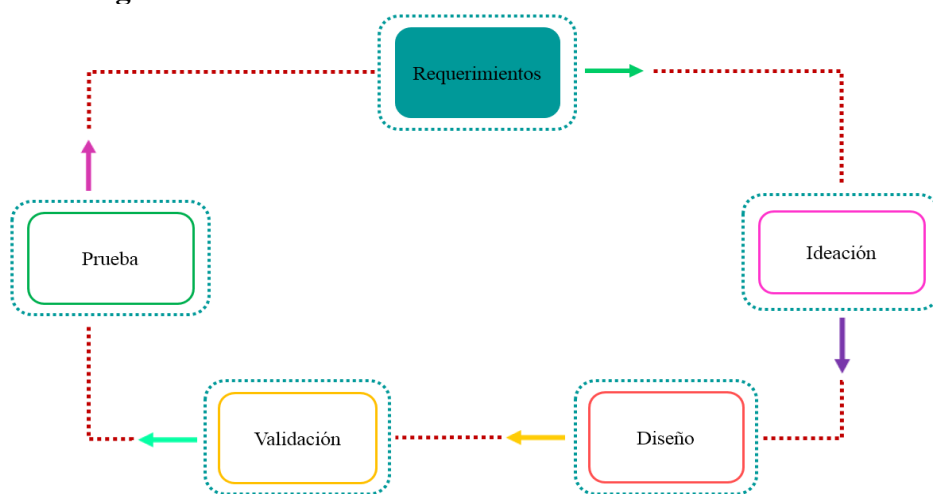 Requerimientos
Ideación
Prueba
Validación
Diseño